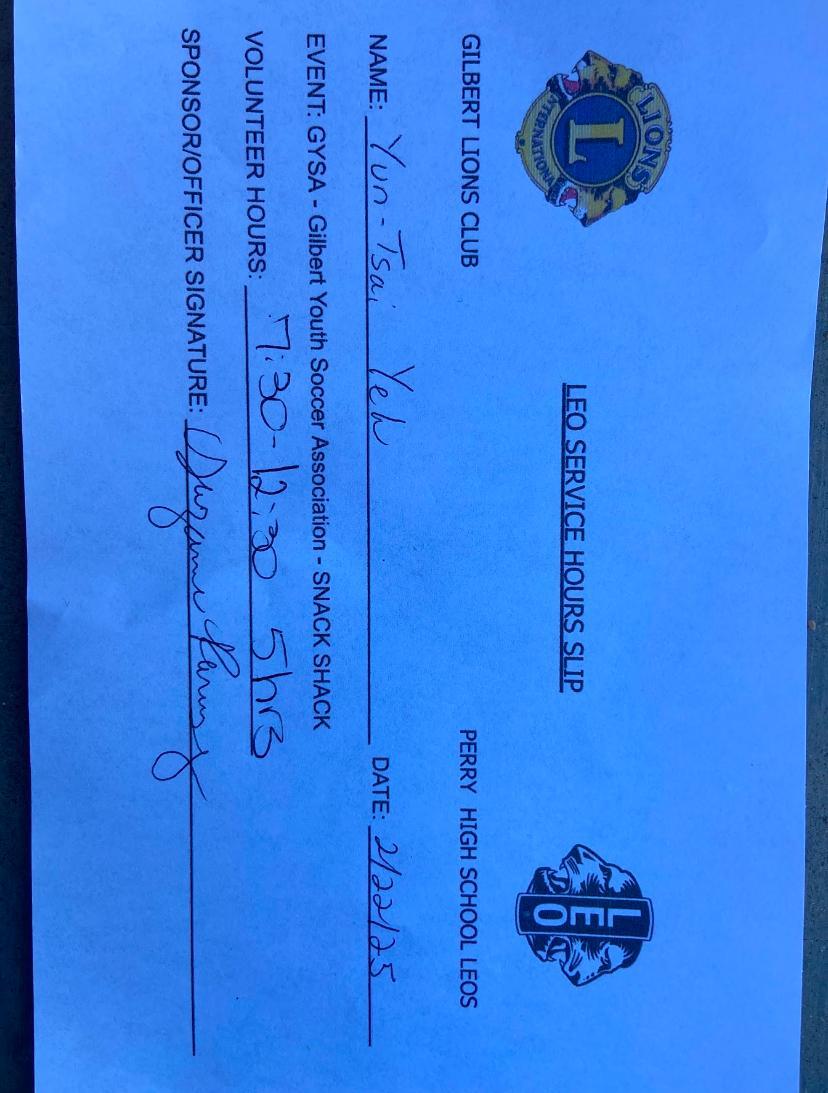 LIONS
L
INTERNATIONAL
LEO SERVICE HOURS SLIP
LEO
GILBERT LIONS CLUB PERRY HIGH SCHOOL LEOS
NAME: Yun-Tsai Yeh DATE: 2/22/25
EVENT: GYSA - Gilbert Youth Soccer Association - SNACK SHACK
VOLUNTEER HOURS: 7:30-12:30 5hrs
SPONSOR/OFFICER SIGNATURE: